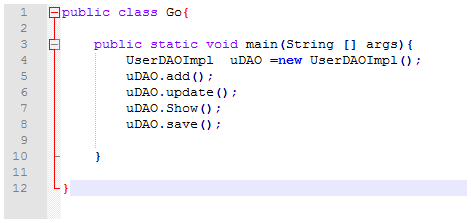 1 public class Go{
2
3 public static void main(String [] args){
4 UserDAOImpl  uDAO =new UserDAOImpl();
5 uDAO.add();
6 uDAO.update();
7 uDAO.Show();
8 uDAO.save();
9
10 }
11
12 }